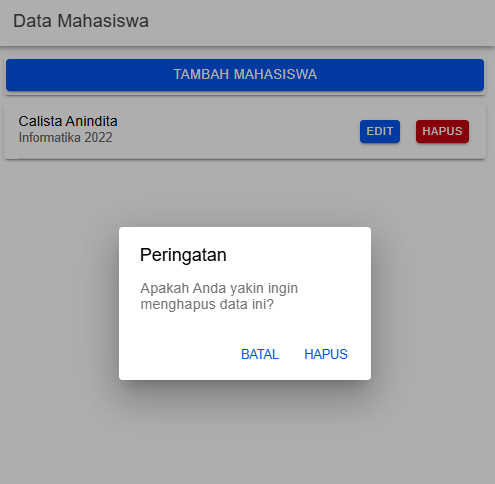 Data Mahasiswa
TAMBAH MAHASISWA
Calista Anindita
Informatika 2022
EDIT
HAPUS
Peringatan
Apakah Anda yakin ingin
menghapus data ini?
BATAL
HAPUS